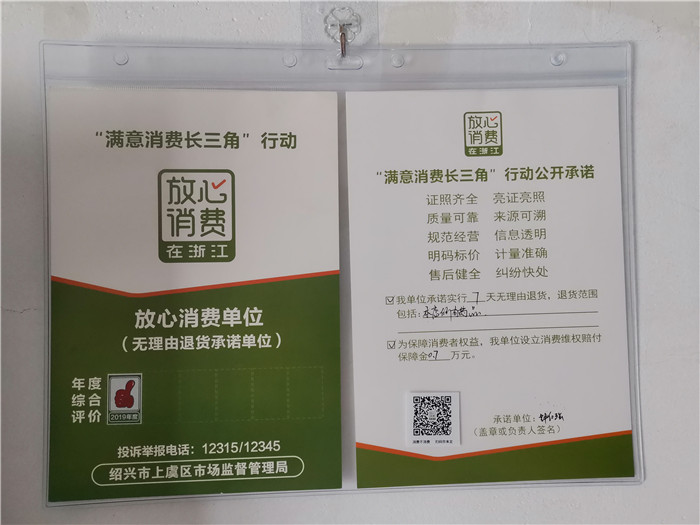 “满意消费长三角”行动
放心
消费
在浙江
放心消费单位
（无理由退货承诺单位）
年度
综合
评价
2019年度
投诉举报电话：12315/12345
绍兴市上虞区市场监督管理局
放心
消费
在浙江
“满意消费长三角”行动公开承诺
证照齐全 亮证亮照
质量可靠 来源可溯
规范经营 信息透明
明码标价 计量准确
售后健全 纠纷快处
我单位承诺实行 7 天无理由退货，退货范围
包括：
为保障消费者权益，我单位设立消费维权赔付
保障金 万元。
承诺单位：
（盖章或负责人签名）